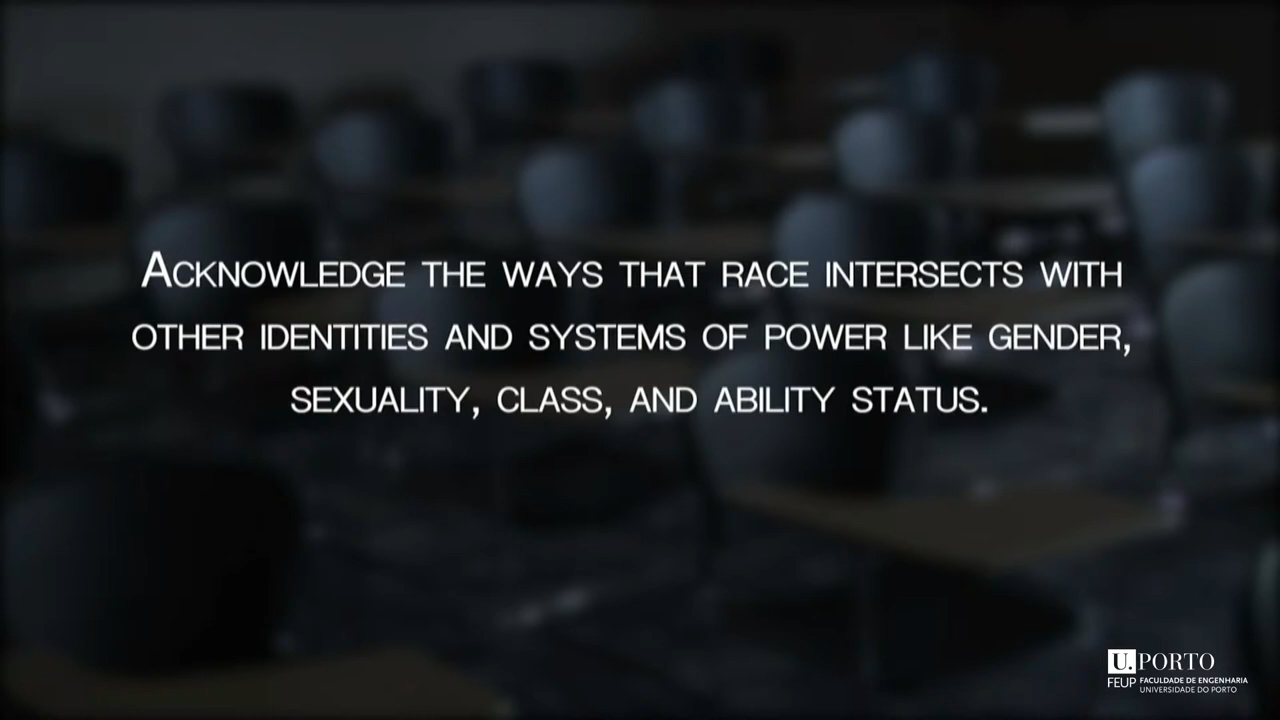 Acknowledge the ways that race intersects with
other identities and systems of power like gender,
sexuality, class, and ability status.
U.PORTO
FEUP FACULDADE DE ENGENHARIA
UNIVERSIDADE DO PORTO